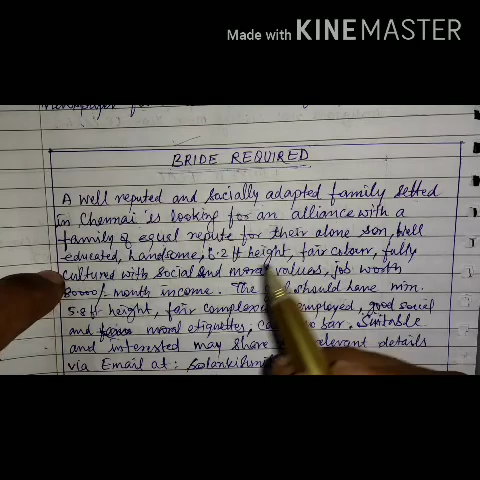 Made with KINEMASTER
BRIDE REQUIRED
A well reputed and socially adapted family settled
in Chennai is looking for an alliance with a
family of equal repute for their alone son, Well
educated, handsome, 6.2 ft height, fair colour, fully
cultured with social and moral values, job worth
80000/- month income. The should have min.
5.8 ft height, fair employed, good social
and moral etiquettes, bar. Suitable
and interested may share relevant details
via Email at: